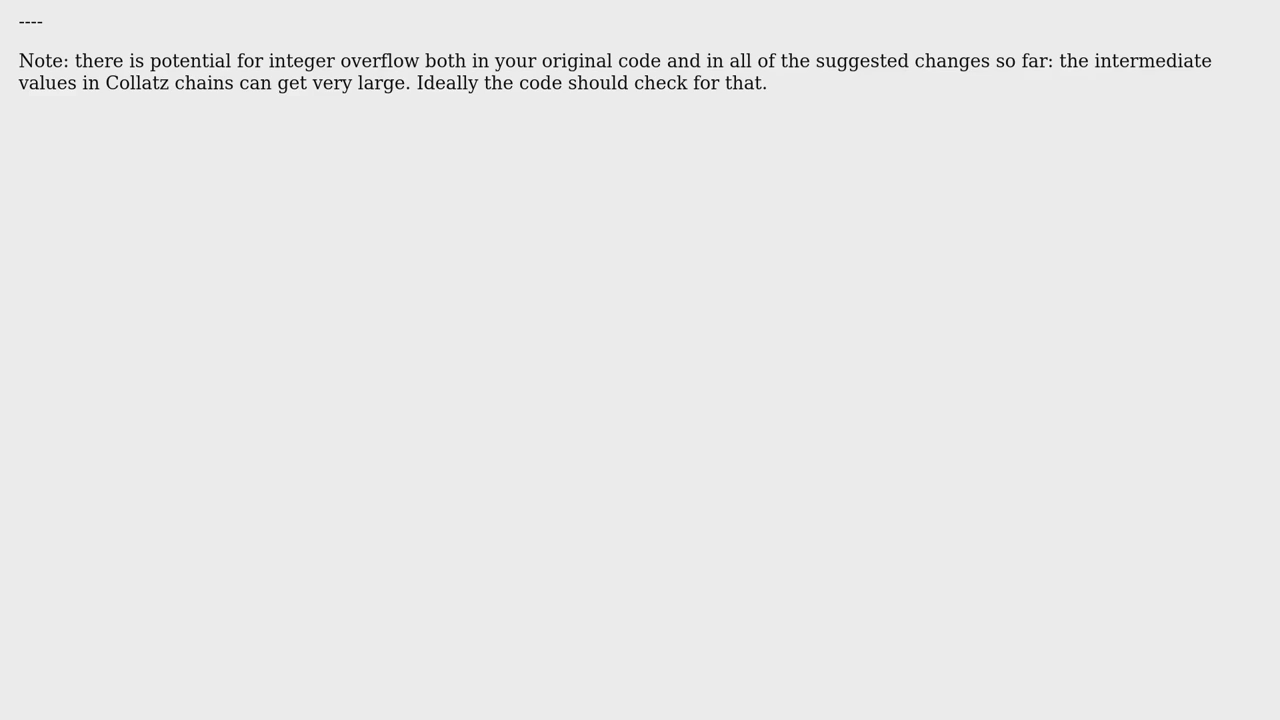 ----
Note: there is potential for integer overflow both in your original code and in all of the suggested changes so far: the intermediate
values in Collatz chains can get very large. Ideally the code should check for that.